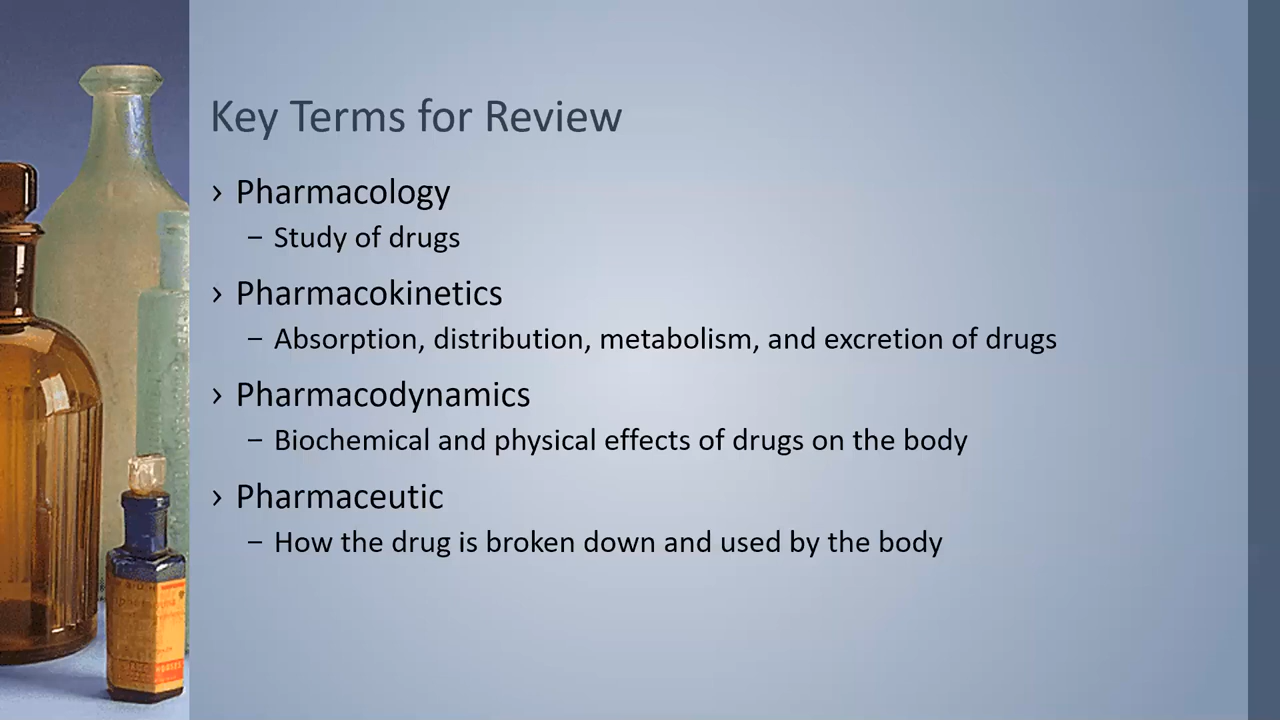 Key Terms for Review
› Pharmacology
– Study of drugs
› Pharmacokinetics
– Absorption, distribution, metabolism, and excretion of drugs
› Pharmacodynamics
– Biochemical and physical effects of drugs on the body
› Pharmaceutic
– How the drug is broken down and used by the body